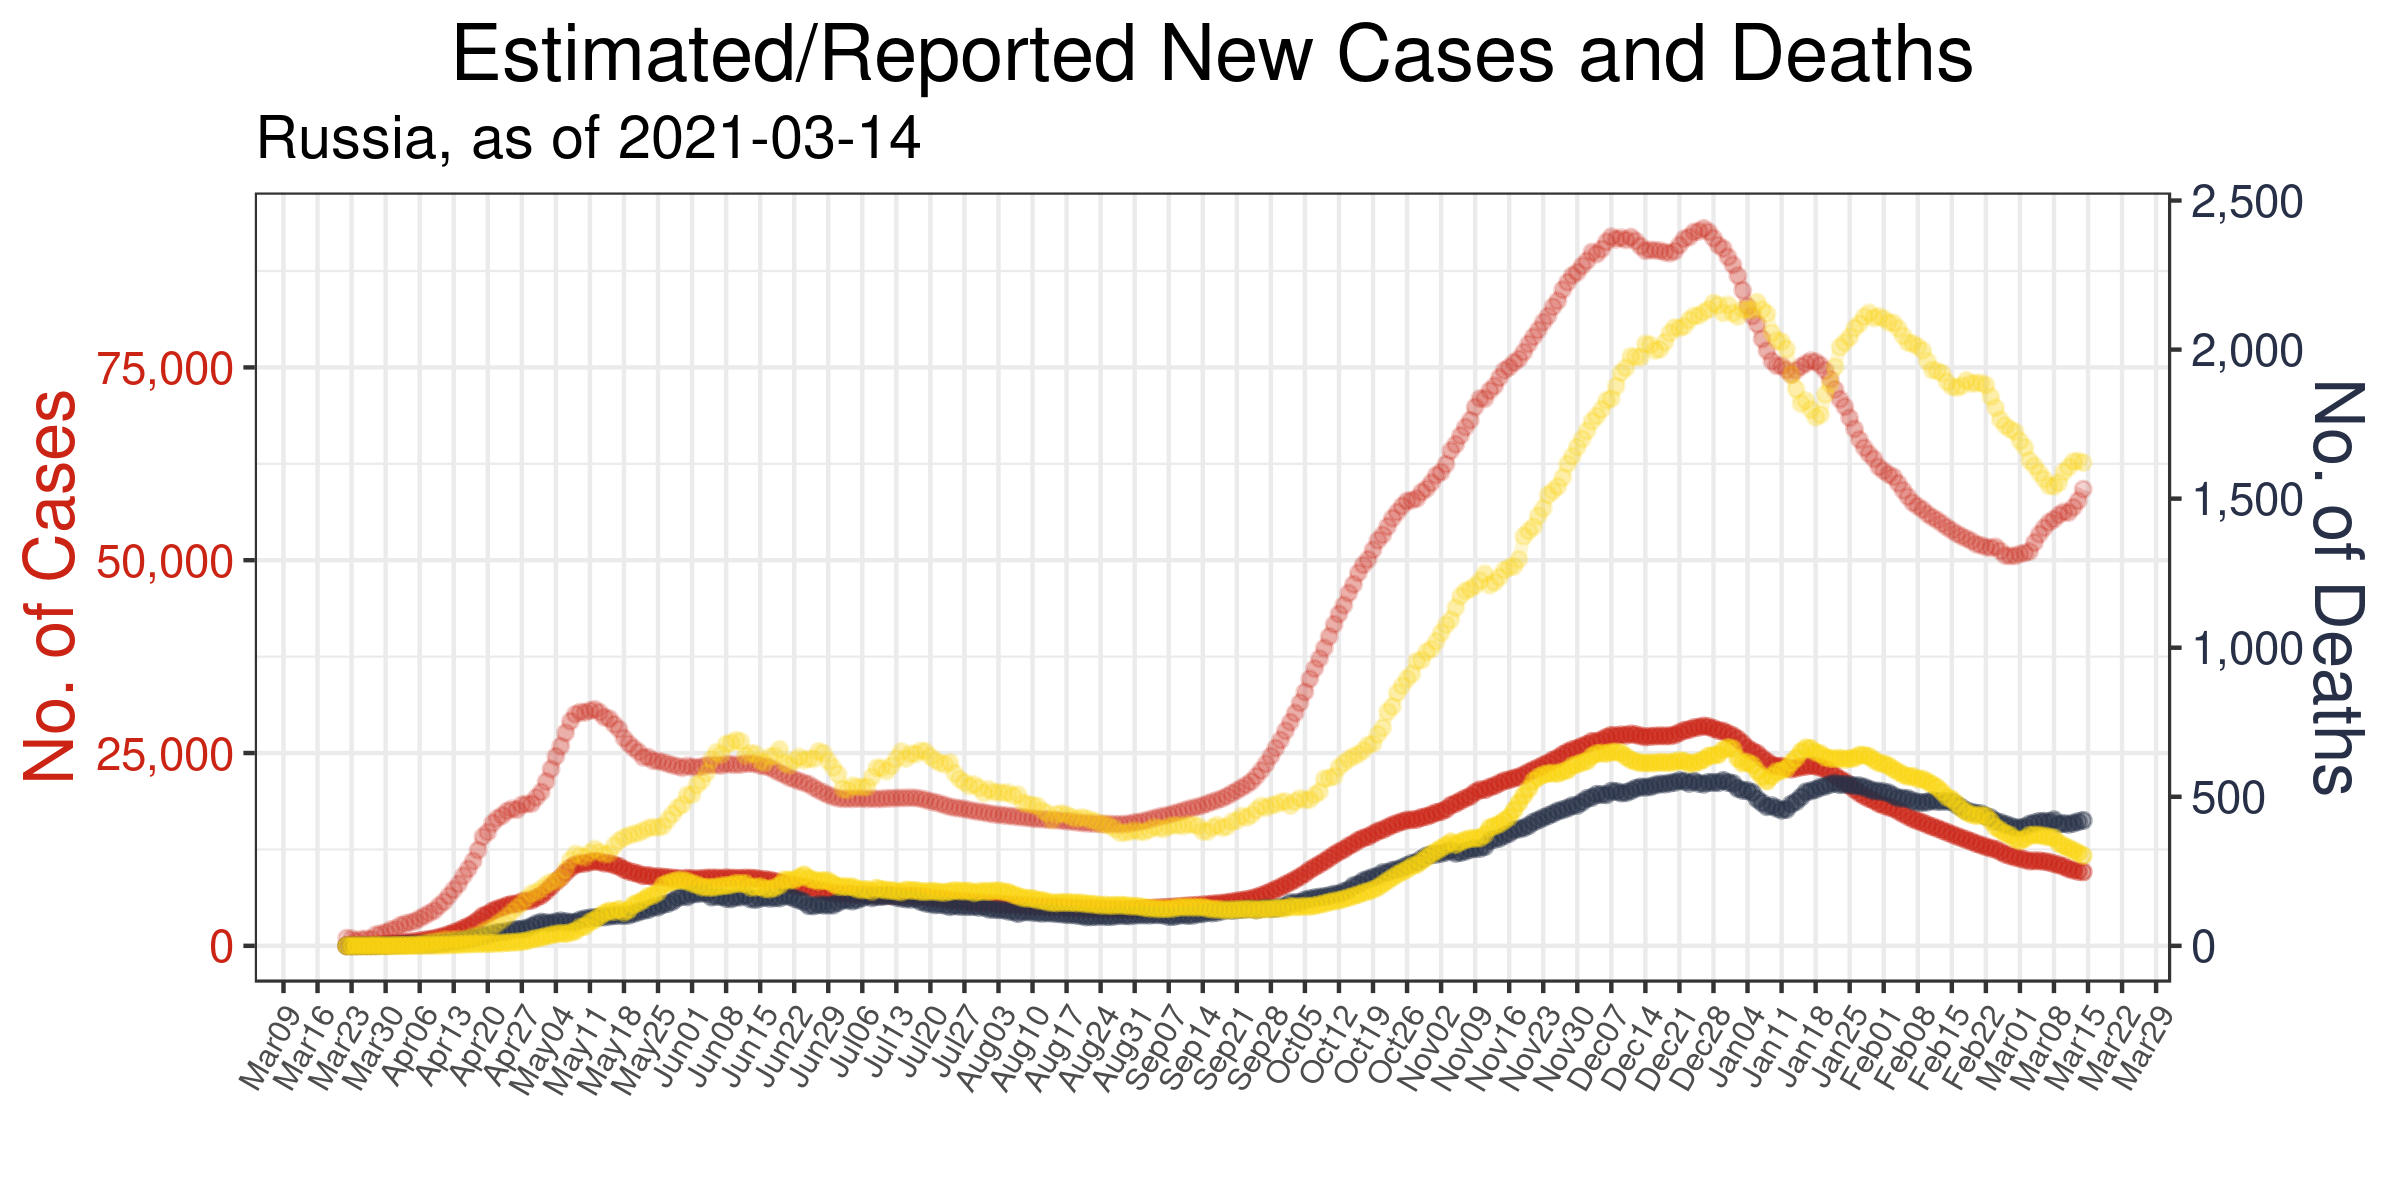 Estimated/Reported New Cases and Deaths
Russia, as of 2021-03-14
No. of Cases
75,000
50,000
25,000
0
2,500
2,000
1,500
1,000
500
0
No. of Deaths
Mar09
Mar16
Mar23
Mar30
Apr06
Apr13
Apr20
Apr27
May04
May11
May18
May25
Jun01
Jun08
Jun15
Jun22
Jun29
Jul06
Jul13
Jul20
Jul27
Aug03
Aug10
Aug17
Aug24
Aug31
Sep07
Sep14
Sep21
Sep28
Oct05
Oct12
Oct19
Oct26
Nov02
Nov09
Nov16
Nov23
Nov30
Dec07
Dec14
Dec21
Dec28
Jan04
Jan11
Jan18
Jan25
Feb01
Feb08
Feb15
Feb22
Mar01
Mar08
Mar15
Mar22
Mar29